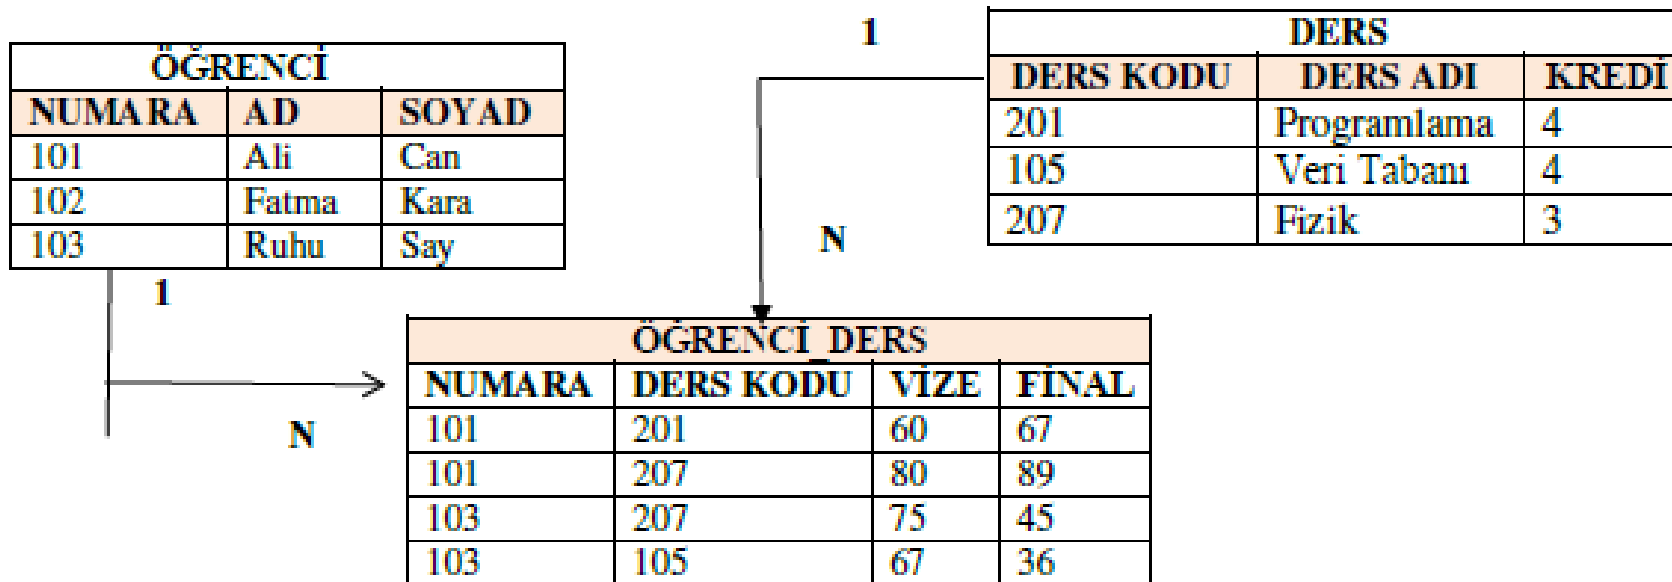 ÖĞRENCİ
NUMARA AD SOYAD
101 Ali Can
102 Fatma Kara
103 Ruhu Say
1
DERS
DERS KODU DERS ADI KREDİ
201 Programlama 4
105 Veri Tabanı 4
207 Fizik 3
N
1
N
ÖĞRENCİ_DERS
NUMARA DERS KODU VİZE FİNAL
101 201 60 67
101 207 80 89
103 207 75 45
103 105 67 36